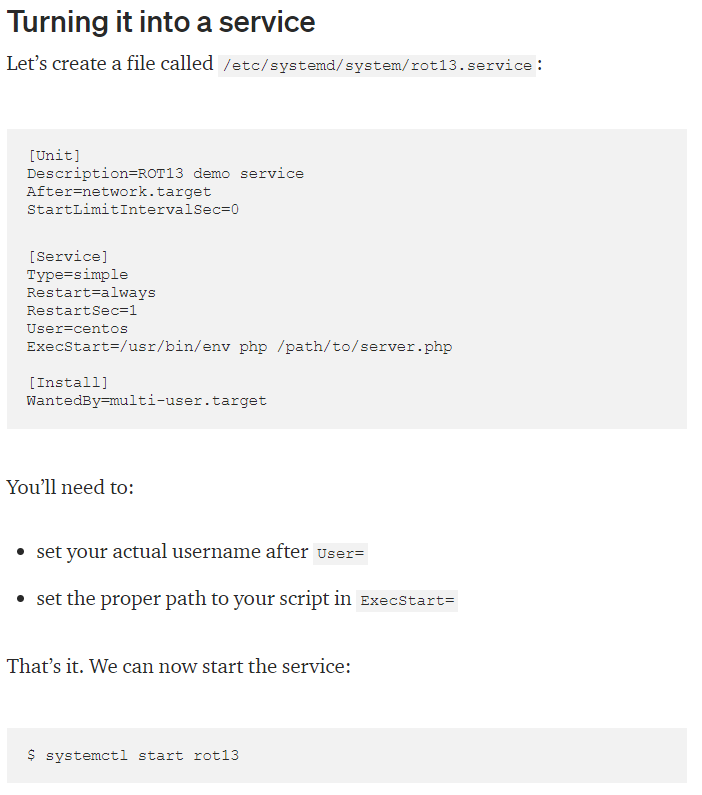 Turning it into a service
Let’s create a file called /etc/systemd/system/rot13.service:
[Unit]
Description=ROT13 demo service
After=network.target
StartLimitIntervalSec=0
[Service]
Type=simple
Restart=always
RestartSec=1
User=centos
ExecStart=/usr/bin/env php /path/to/server.php
[Install]
WantedBy=multi-user.target
You’ll need to:
• set your actual username after User=
• set the proper path to your script in ExecStart=
That’s it. We can now start the service:
$ systemctl start rot13